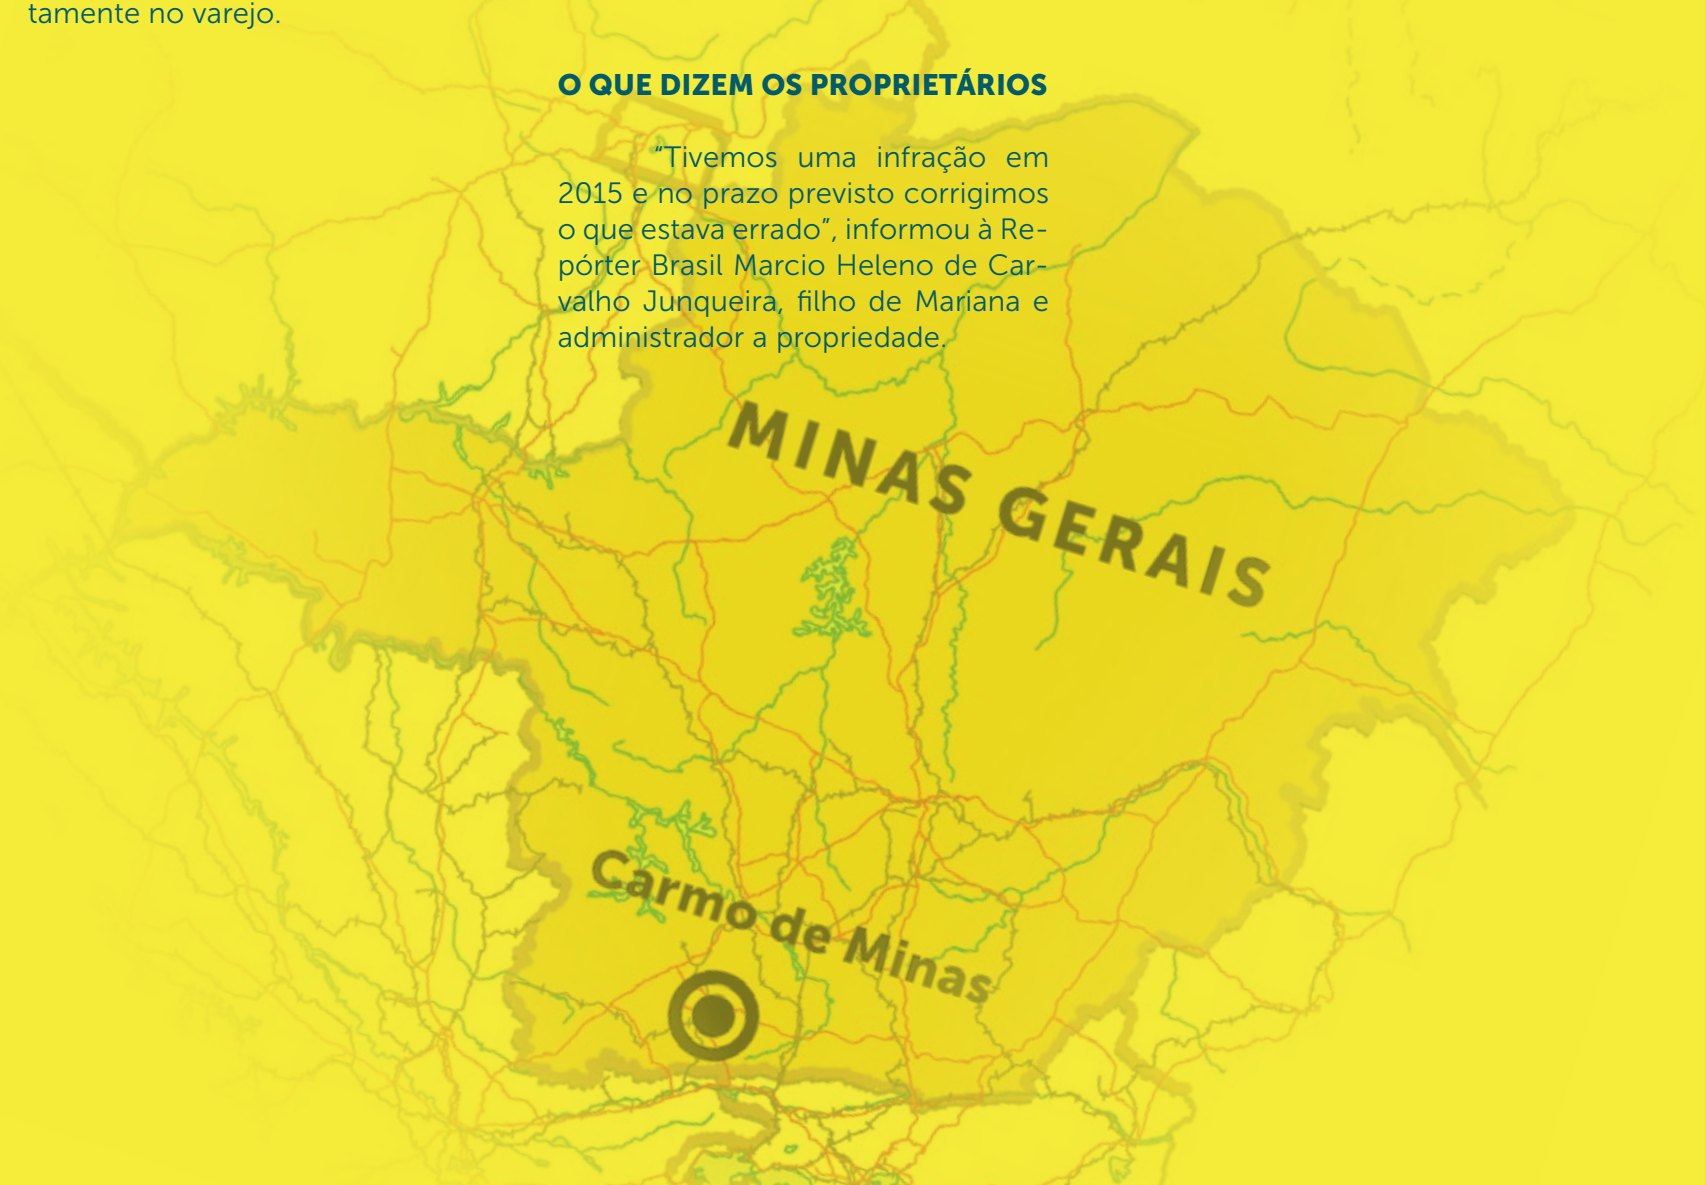 tamente no varejo.
O QUE DIZEM OS PROPRIETÁRIOS
“Tivemos uma infração em
2015 e no prazo previsto corrigimos
o que estava errado”, informou à Re-
pórter Brasil Marcio Heleno de Car-
valho Junqueira, filho de Mariana e
administrador a propriedade.
MINAS GERAIS
Carmo de Minas